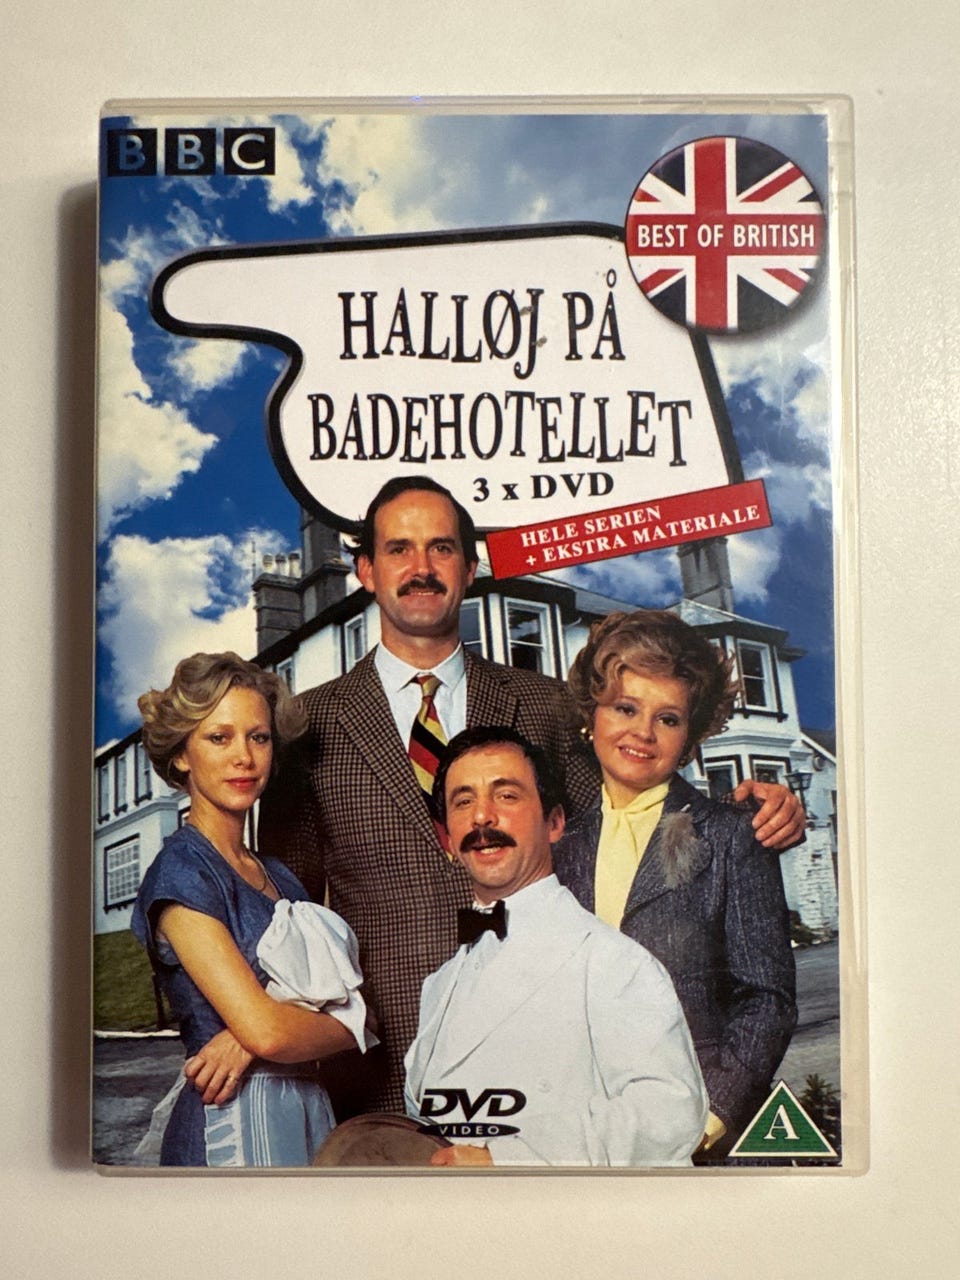 BBC
BEST OF BRITISH
HALLØJ PÅ
BADEHOTELLET
3 x DVD
HELE SERIEN
+ EKSTRA MATERIALE
DVD
VIDEO
A